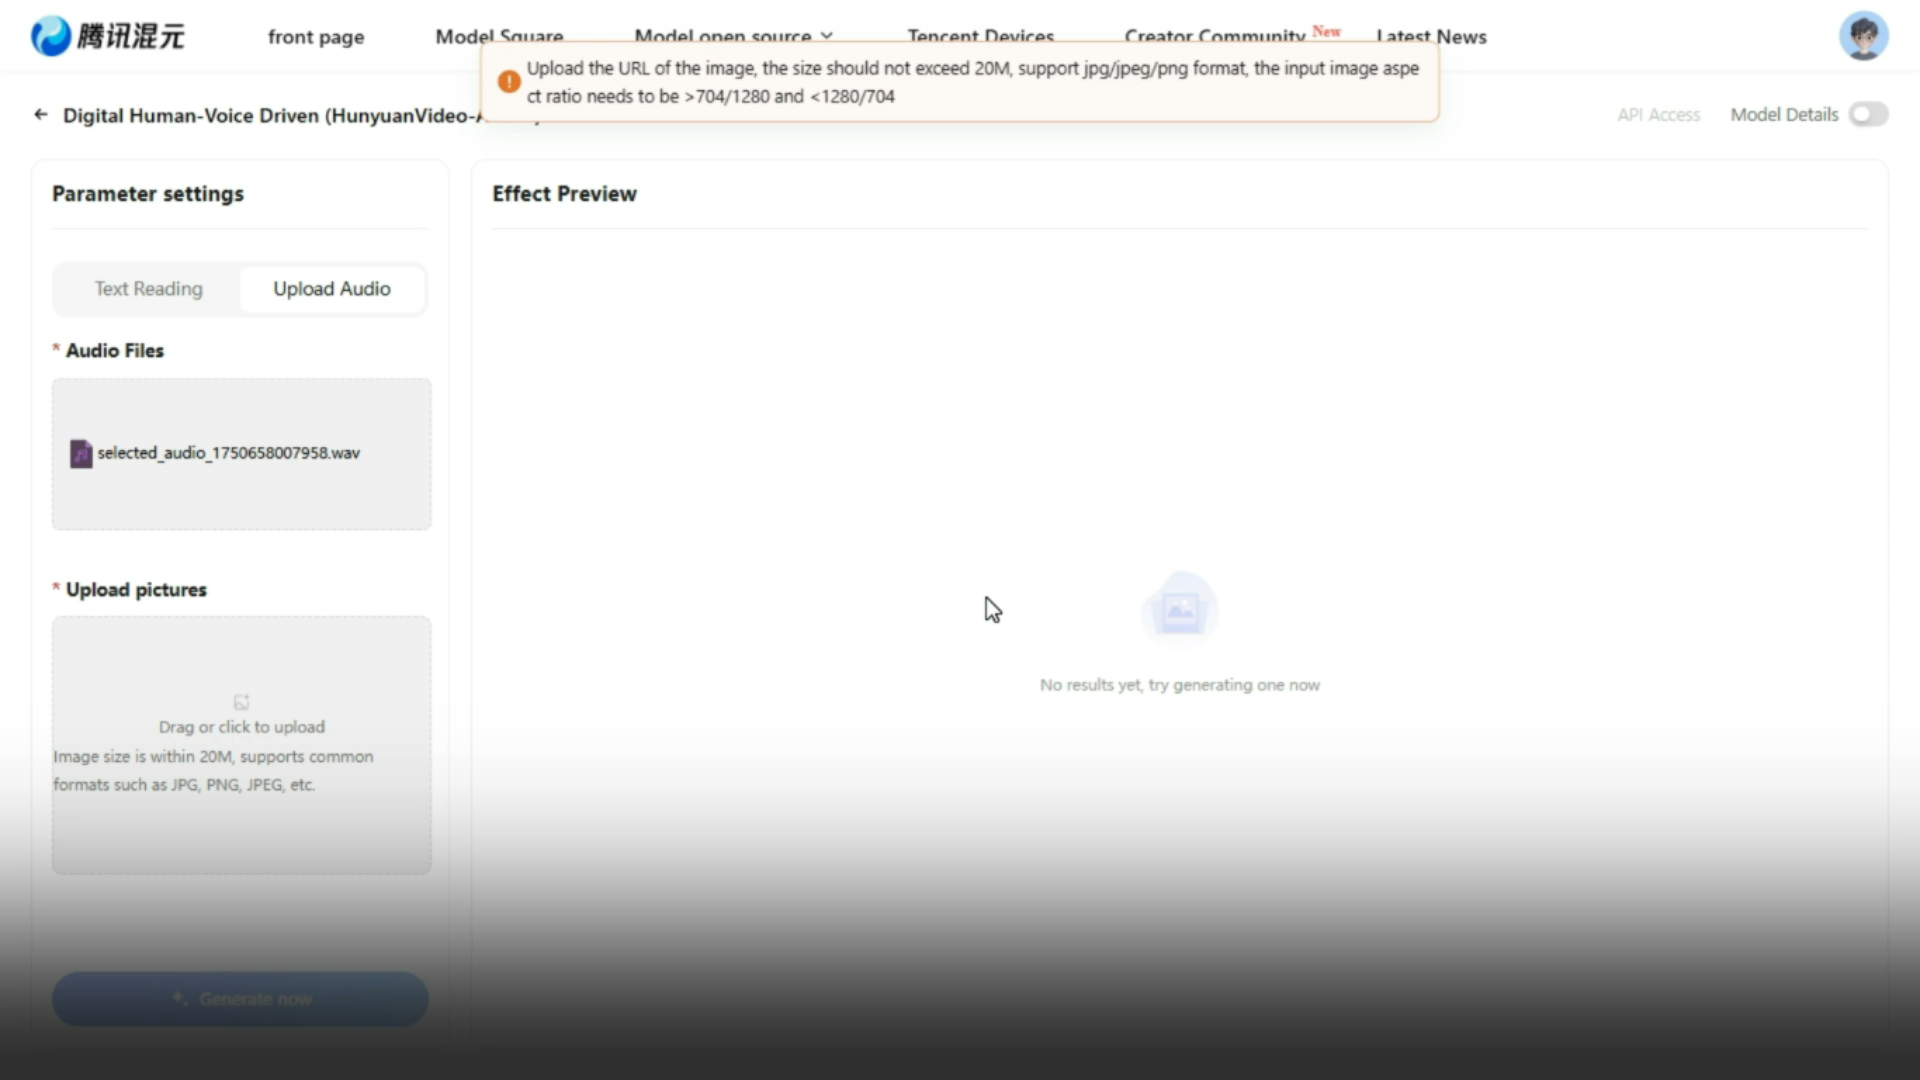 腾讯混元
front page
Model Square
Model open source
Tencent Devices
Creator Community
New
Latest News
Upload the URL of the image, the size should not exceed 20M, support jpg/jpeg/png format, the input image aspe
ct ratio needs to be >704/1280 and <1280/704
Digital Human-Voice Driven (HunyuanVideo-
API Access
Model Details
Parameter settings
Effect Preview
Text Reading
Upload Audio
* Audio Files
selected_audio_1750658007958.wav
* Upload pictures
Drag or click to upload
Image size is within 20M, supports common
formats such as JPG, PNG, JPEG, etc.
No results yet, try generating one now
Generate now